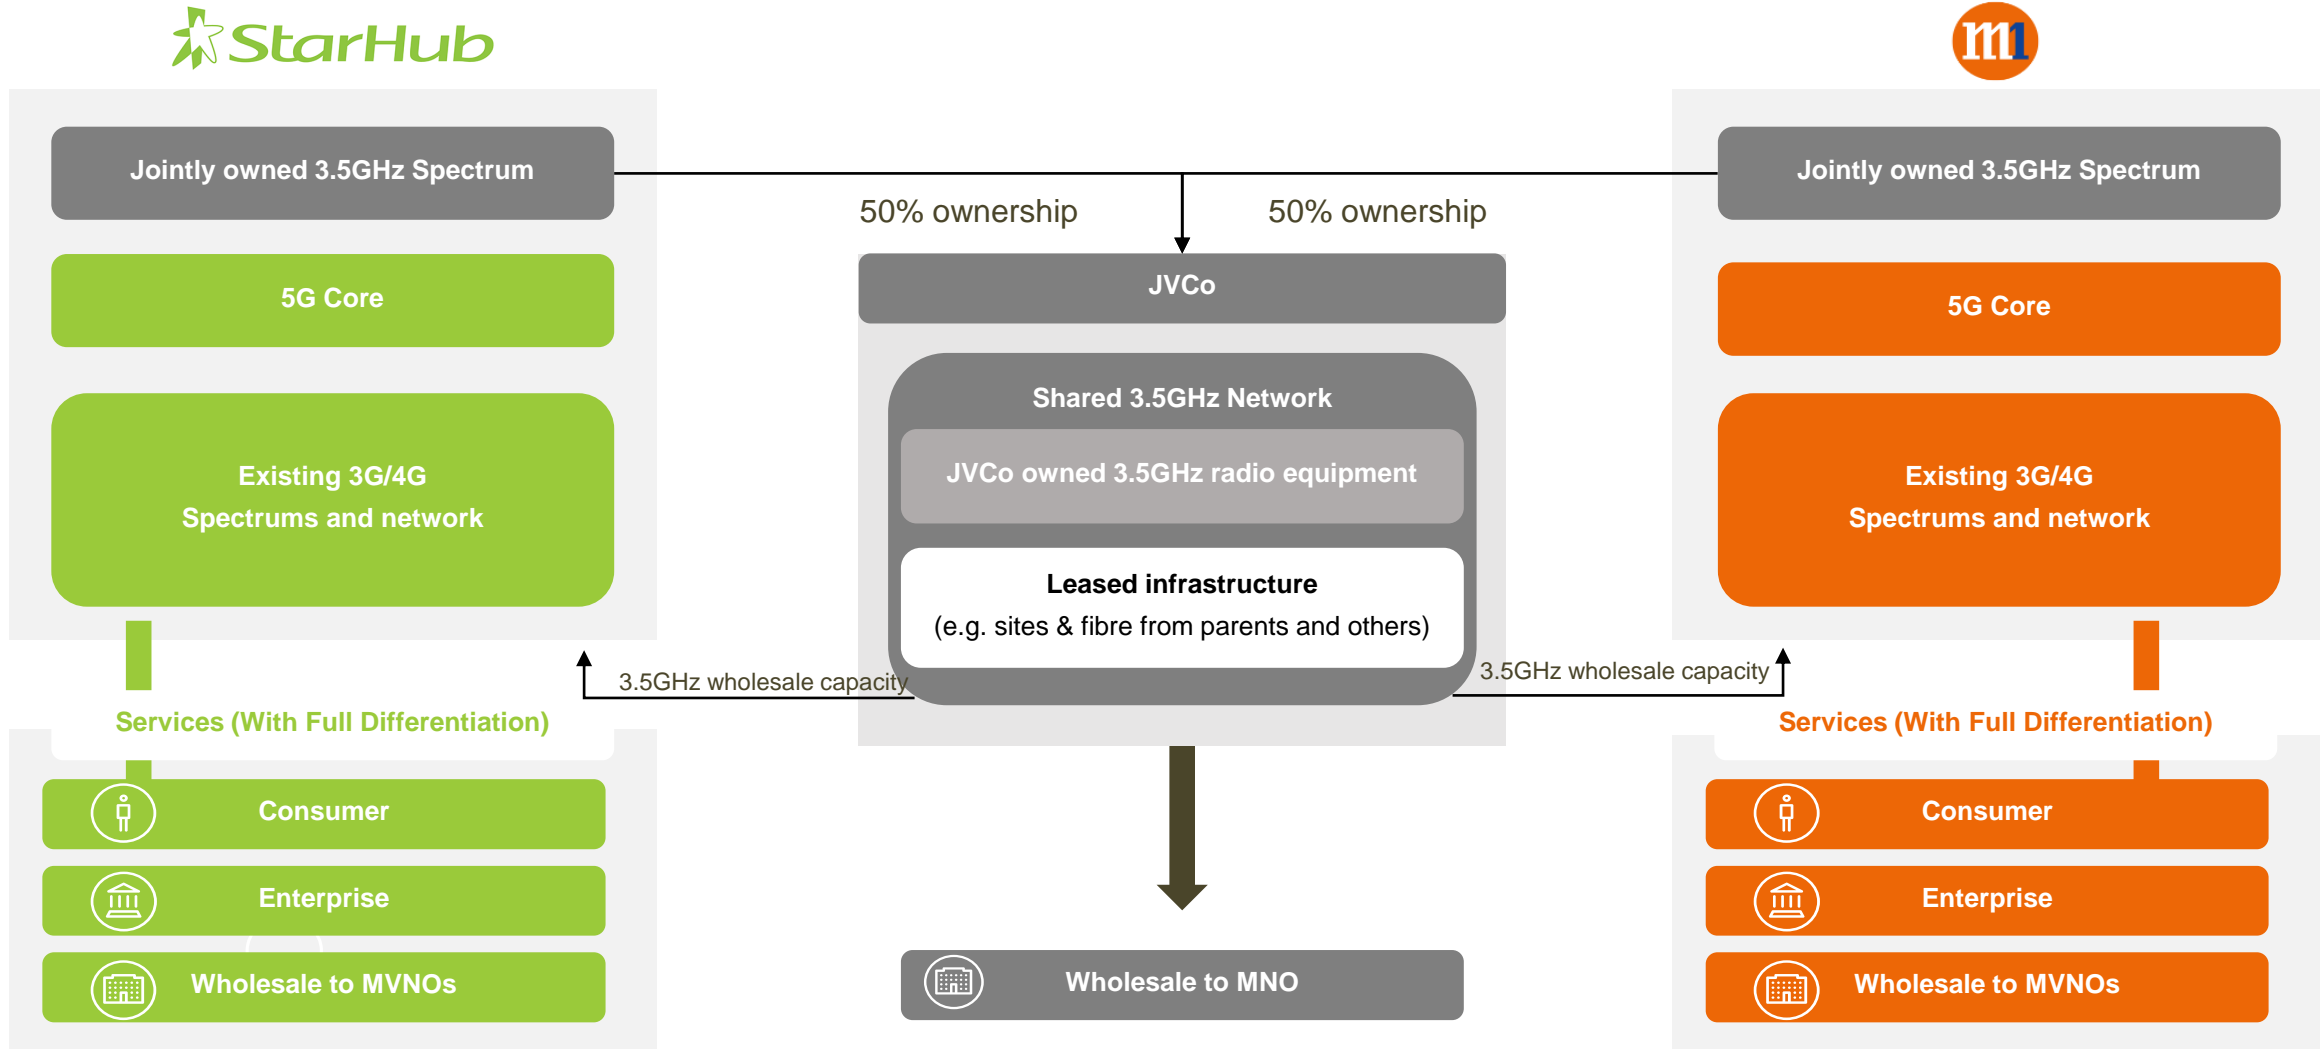 StarHub
m1
Jointly owned 3.5GHz Spectrum
5G Core
Existing 3G/4G
Spectrums and network
Services (With Full Differentiation)
Consumer
Enterprise
Wholesale to MVNOs
50% ownership
50% ownership
JVCo
Shared 3.5GHz Network
JVCo owned 3.5GHz radio equipment
Leased infrastructure
(e.g. sites & fibre from parents and others)
3.5GHz wholesale capacity
3.5GHz wholesale capacity
Wholesale to MNO
Jointly owned 3.5GHz Spectrum
5G Core
Existing 3G/4G
Spectrums and network
Services (With Full Differentiation)
Consumer
Enterprise
Wholesale to MVNOs